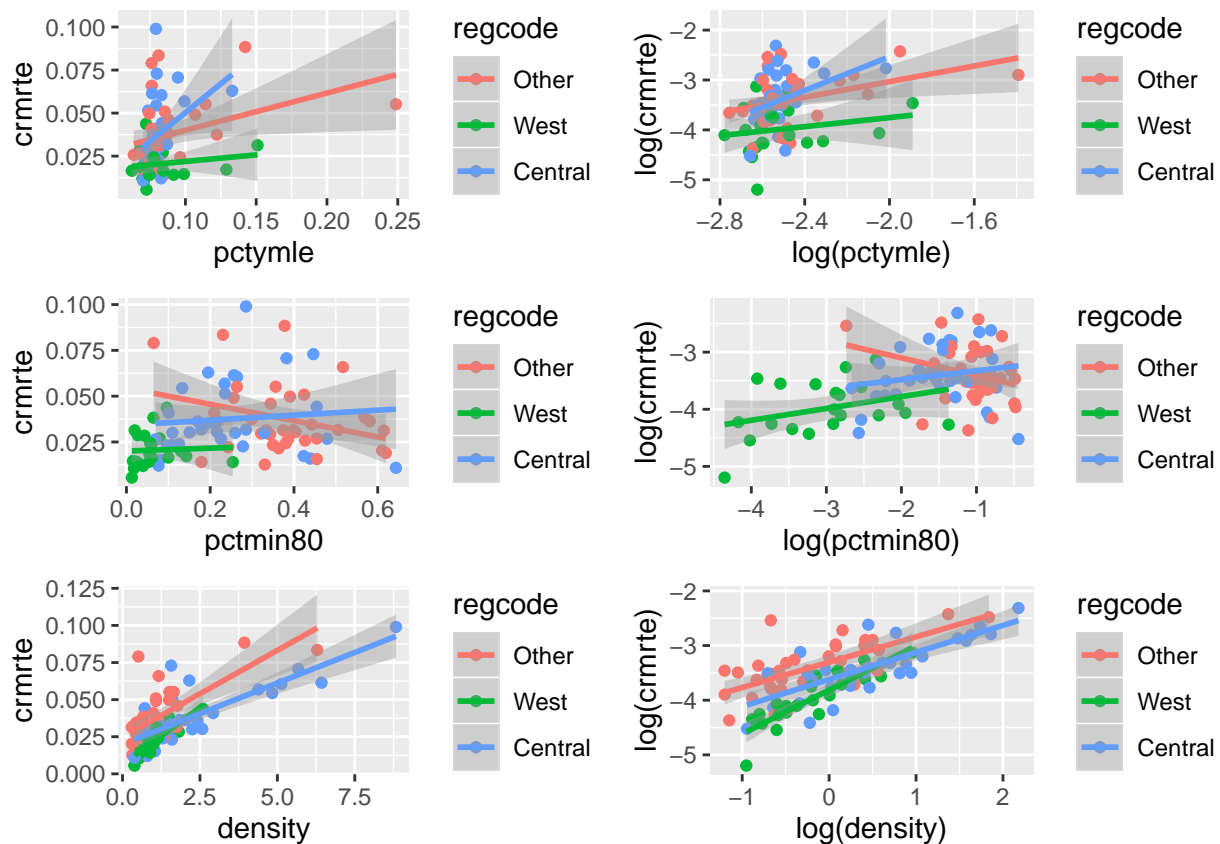 crmrte
0.100
0.075
0.050
0.025
0.10
0.15
0.20
0.25
pctymle
regcode
Other
West
Central
log(crmrte)
−2
−3
−4
−5
−2.8
−2.4
−2.0
−1.6
log(pctymle)
regcode
Other
West
Central
crmrte
0.100
0.075
0.050
0.025
0.0
0.2
0.4
0.6
pctmin80
regcode
Other
West
Central
log(crmrte)
−3
−4
−5
−4
−3
−2
−1
log(pctmin80)
regcode
Other
West
Central
crmrte
0.125
0.100
0.075
0.050
0.025
0.000
0.0
2.5
5.0
7.5
density
regcode
Other
West
Central
log(crmrte)
−2
−3
−4
−5
−1
0
1
2
log(density)
regcode
Other
West
Central